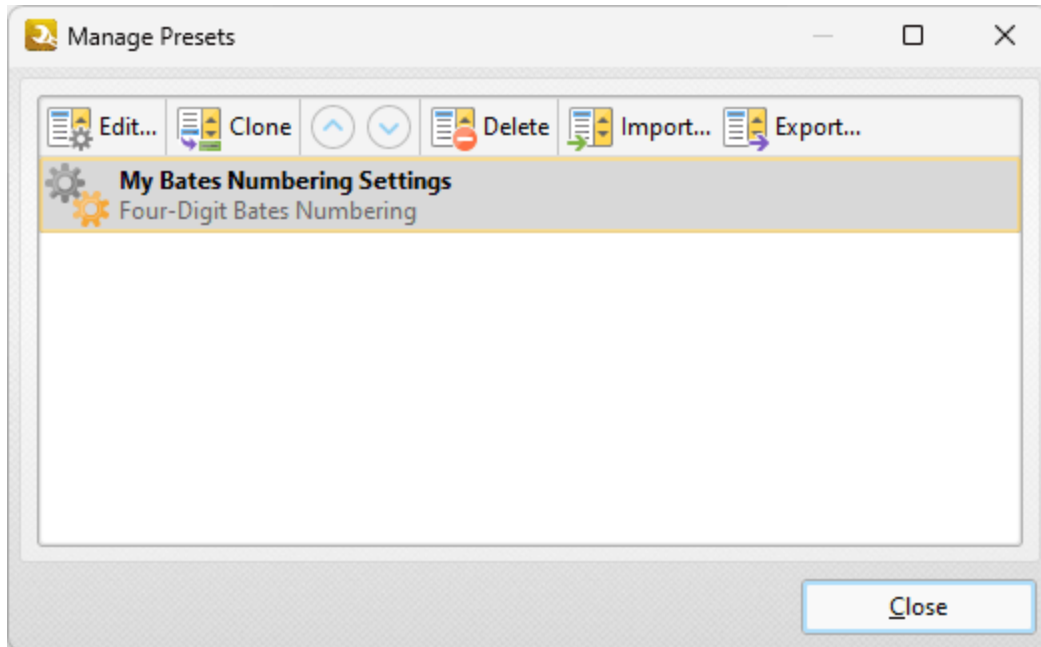 Manage Presets
Edit... Clone Delete Import... Export...
My Bates Numbering Settings
Four-Digit Bates Numbering
Close